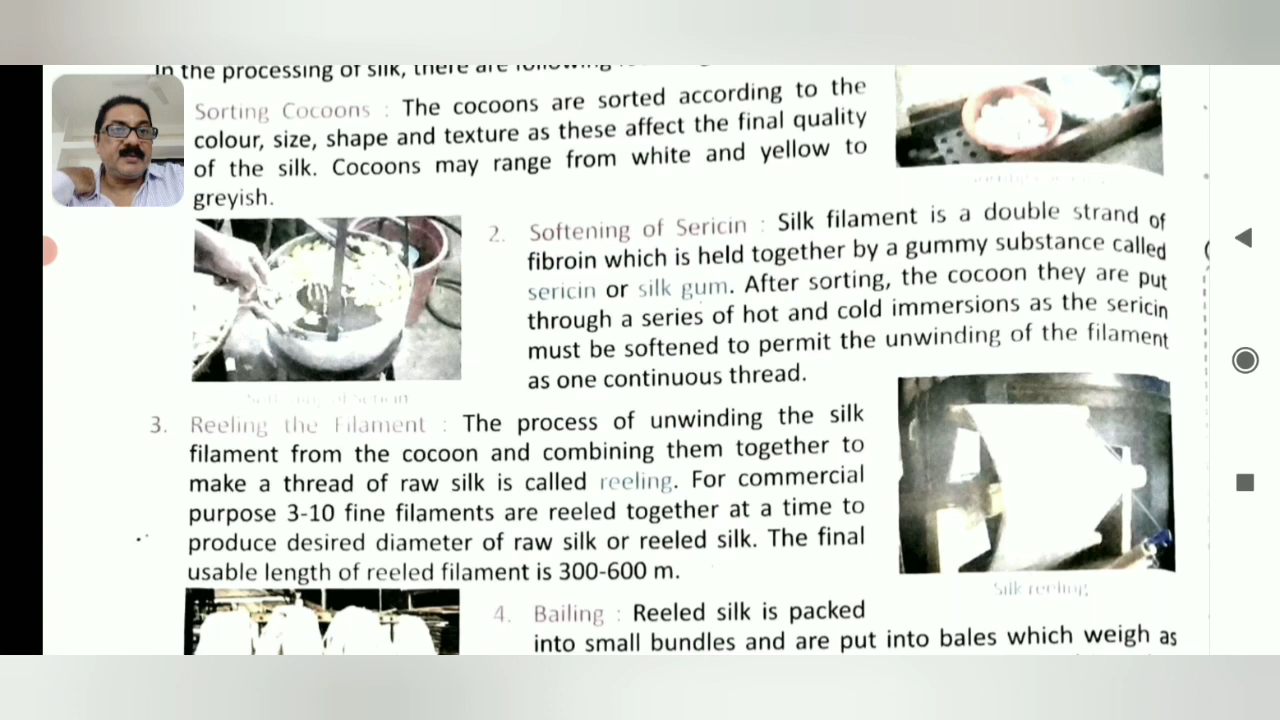 In the processing of silk, there are following
Sorting Cocoons : The cocoons are sorted according to the
colour, size, shape and texture as these affect the final quality
of the silk. Cocoons may range from white and yellow to
greyish.
2. Softening of Sericin : Silk filament is a double strand of
fibroin which is held together by a gummy substance called
sericin or silk gum. After sorting, the cocoon they are put
through a series of hot and cold immersions as the sericin
must be softened to permit the unwinding of the filament
as one continuous thread.
Softening of Sericin
3. Reeling the Filament : The process of unwinding the silk
filament from the cocoon and combining them together to
make a thread of raw silk is called reeling. For commercial
purpose 3-10 fine filaments are reeled together at a time to
produce desired diameter of raw silk or reeled silk. The final
usable length of reeled filament is 300-600 m.
Silk reeling
4. Bailing : Reeled silk is packed
into small bundles and are put into bales which weigh as